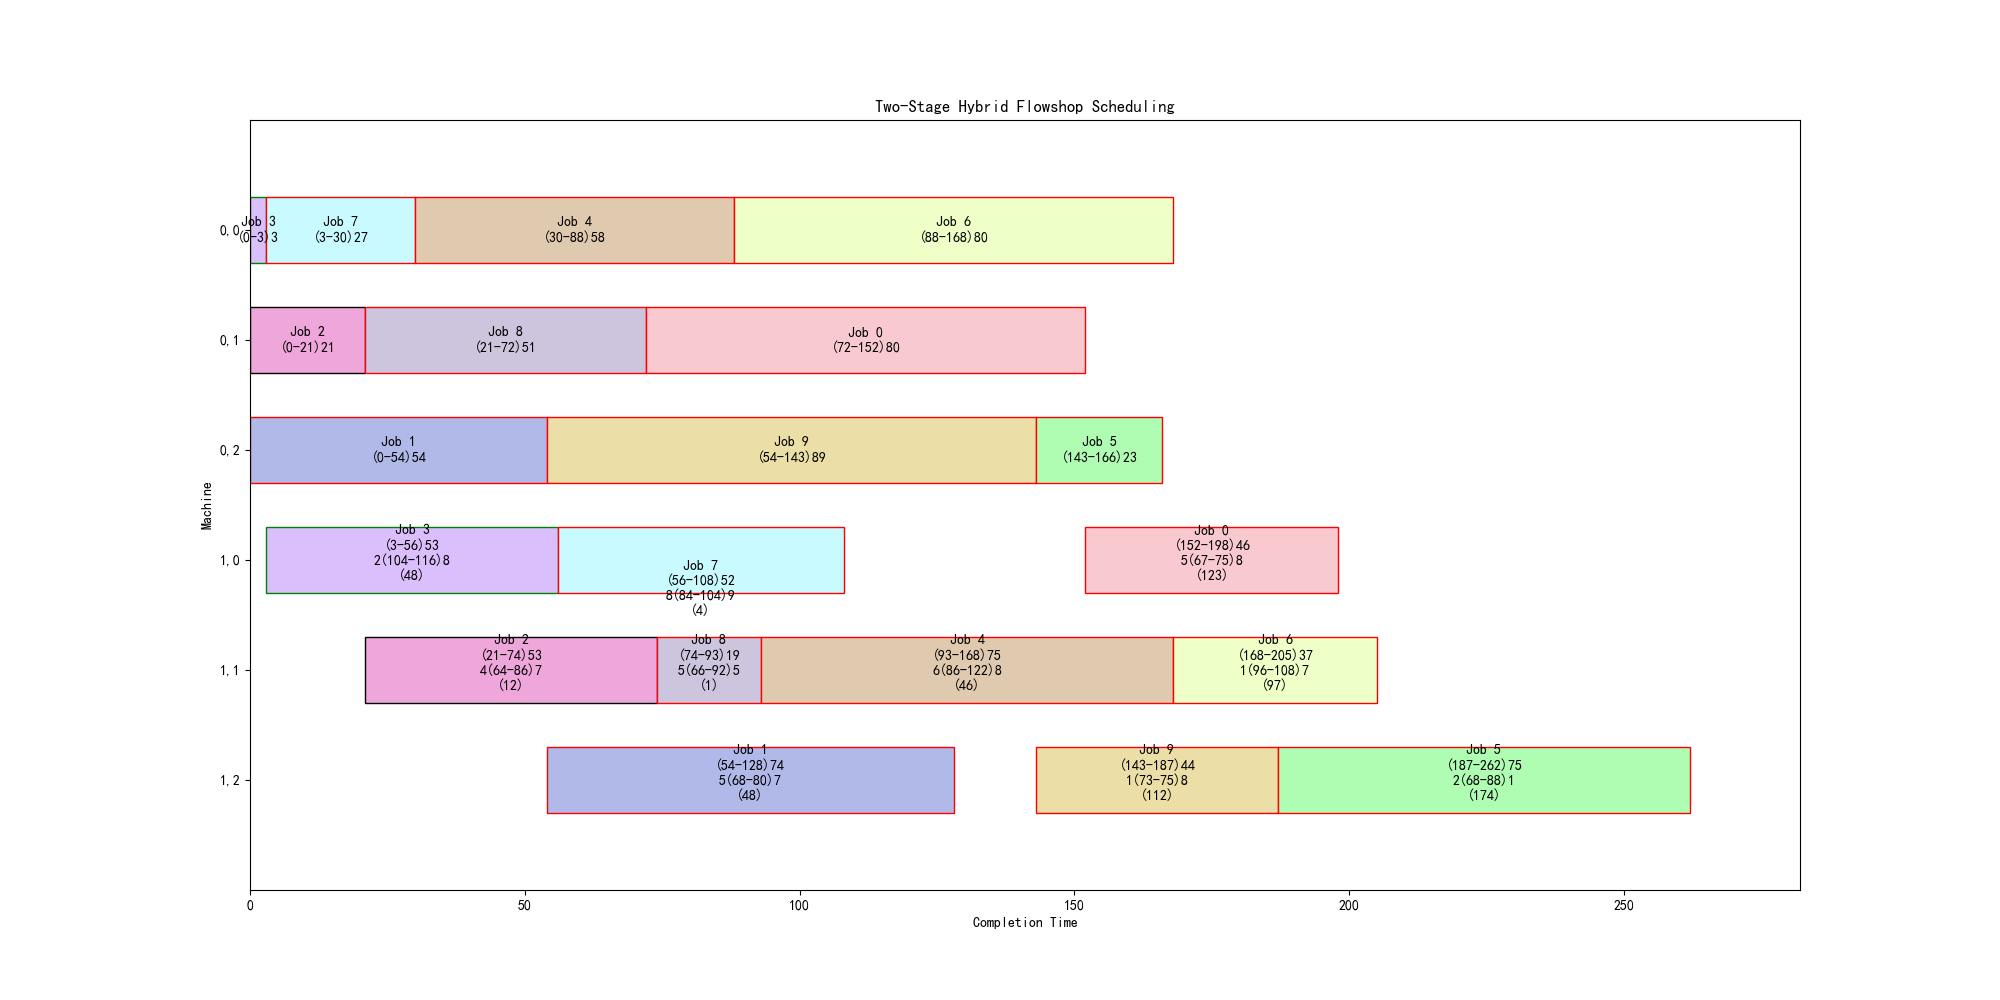 Two-Stage Hybrid Flowshop Scheduling
Machine
0,0
Job 3
(0-3)3
Job 7
(3-30)27
Job 4
(30-88)58
Job 6
(88-168)80
0,1
Job 2
(0-21)21
Job 8
(21-72)51
Job 0
(72-152)80
0,2
Job 1
(0-54)54
Job 9
(54-143)89
Job 5
(143-166)23
1,0
Job 3
(3-56)53
2(104-116)8
(48)
Job 7
(56-108)52
8(84-104)9
(4)
Job 0
(152-198)46
5(67-75)8
(123)
1,1
Job 2
(21-74)53
4(64-86)7
(12)
Job 8
(74-93)19
5(66-92)5
(1)
Job 4
(93-168)75
6(86-122)8
(46)
Job 6
(168-205)37
1(96-108)7
(97)
1,2
Job 1
(54-128)74
5(68-80)7
(48)
Job 9
(143-187)44
1(73-75)8
(112)
Job 5
(187-262)75
2(68-88)1
(174)
0
50
100
150
200
250
Completion Time